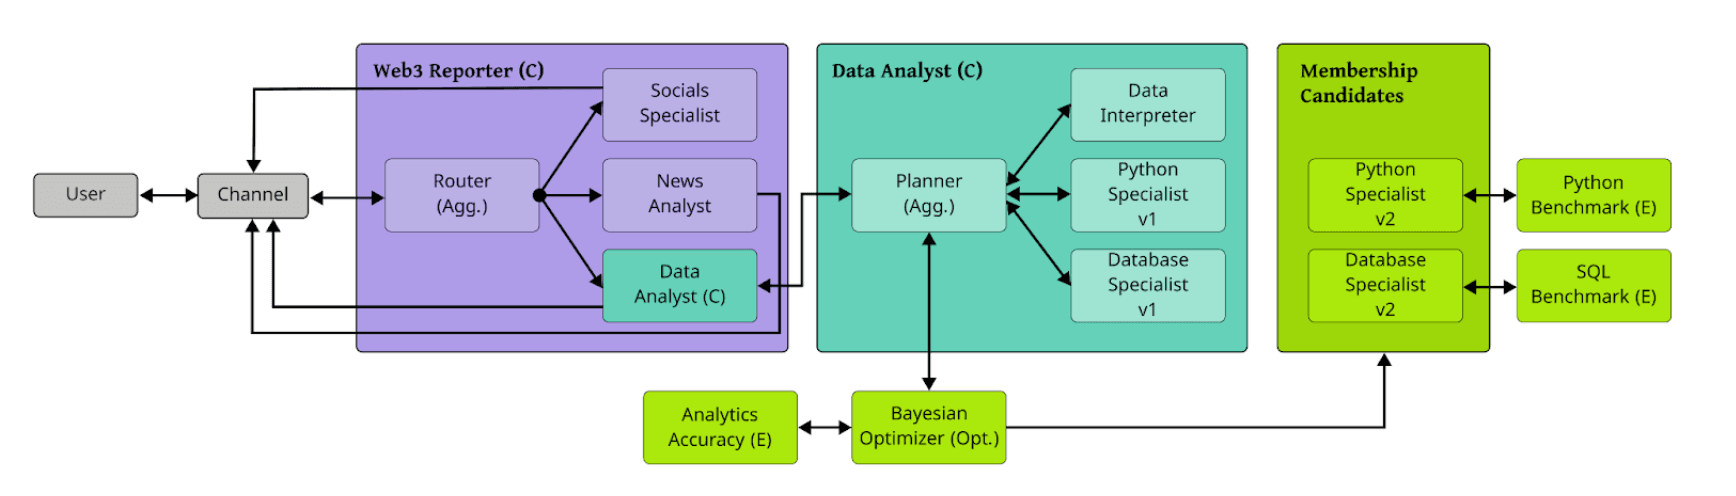 User
Channel
Web3 Reporter (C)
Socials
Specialist
Router
(Agg.)
News
Analyst
Data
Analyst (C)
Data Analyst (C)
Data
Interpreter
Planner
(Agg.)
Python
Specialist
v1
Database
Specialist
v1
Membership
Candidates
Python
Specialist
v2
Database
Specialist
v2
Python
Benchmark (E)
SQL
Benchmark (E)
Analytics
Accuracy (E)
Bayesian
Optimizer (Opt.)